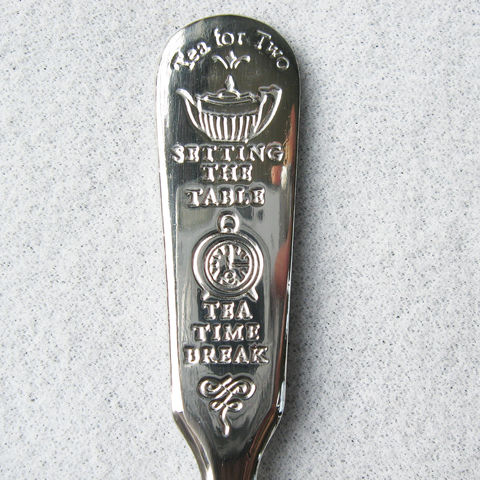 Tea for Two
SETTING
THE
TABLE
TEA
TIME
BREAK